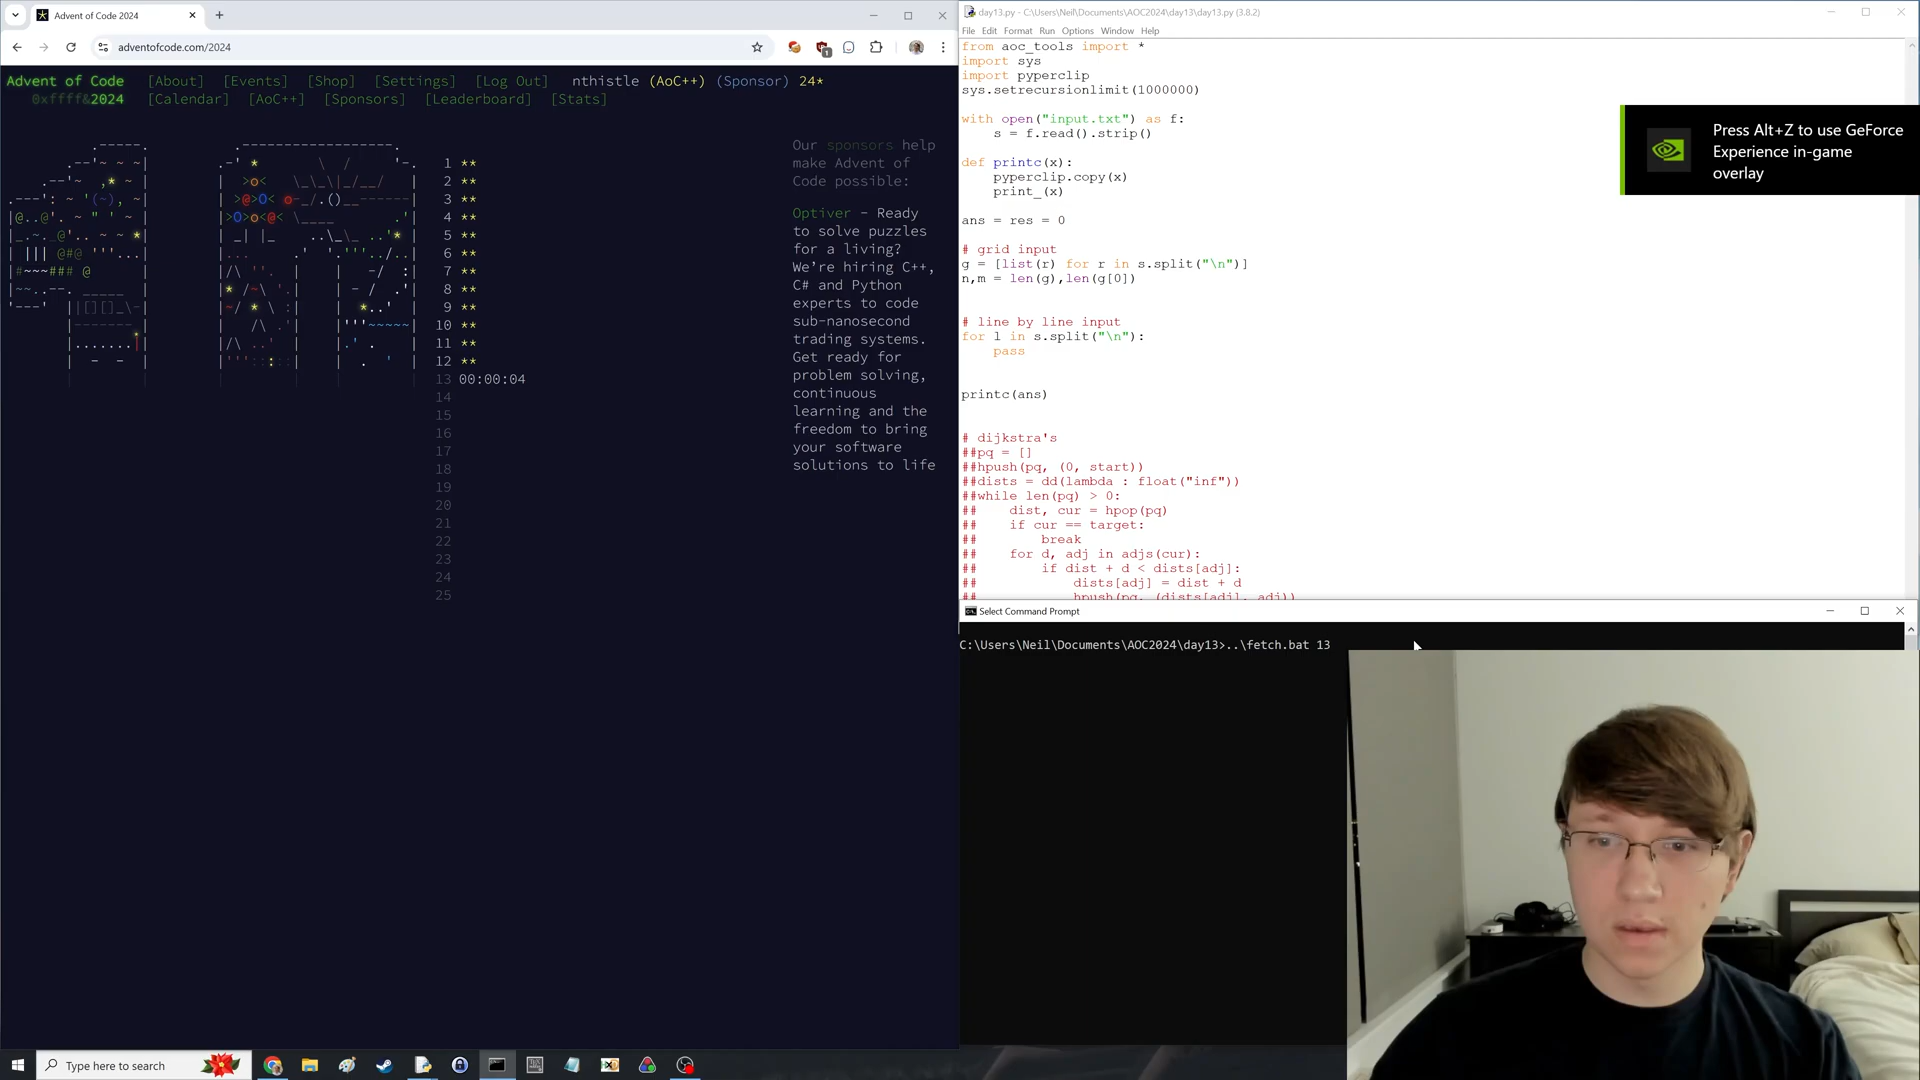 Advent of Code 2024
adventofcode.com/2024
Advent of Code [About] [Events] [Shop] [Settings] [Log Out] nthistle (AoC++) (Sponsor) 24*
0xffff&2024 [Calendar] [AoC++] [Sponsors] [Leaderboard] [Stats]
1 **
2 **
3 **
4 **
5 **
6 **
7 **
8 **
9 **
10 **
11 **
12 **
13 00:00:04
14
15
16
17
18
19
20
21
22
23
24
25
Our sponsors help
make Advent of
Code possible:
Optiver - Ready
to solve puzzles
for a living?
We're hiring C++,
C# and Python
experts to code
sub-nanosecond
trading systems.
Get ready for
problem solving,
continuous
learning and the
freedom to bring
your software
solutions to life
day13.py - C:\Users\Neil\Documents\AOC2024\day13\day13.py (3.8.2)
File Edit Format Run Options Window Help
from aoc_tools import *
import sys
import pyperclip
sys.setrecursionlimit(1000000)
with open("input.txt") as f:
    s = f.read().strip()
def printc(x):
    pyperclip.copy(x)
    print_(x)
ans = res = 0
# grid input
g = [list(r) for r in s.split("\n")]
n,m = len(g),len(g[0])
# line by line input
for l in s.split("\n"):
    pass
printc(ans)
# dijkstra's
##pq = []
##hpush(pq, (0, start))
##dists = dd(lambda : float("inf"))
##while len(pq) > 0:
##    dist, cur = hpop(pq)
##    if cur == target:
##        break
##    for d, adj in adjs(cur):
##        if dist + d < dists[adj]:
##            dists[adj] = dist + d
##            hpush(pq, (dists[adj], adj))
Press Alt+Z to use GeForce
Experience in-game
overlay
Select Command Prompt
C:\Users\Neil\Documents\AOC2024\day13>..\fetch.bat 13
Type here to search